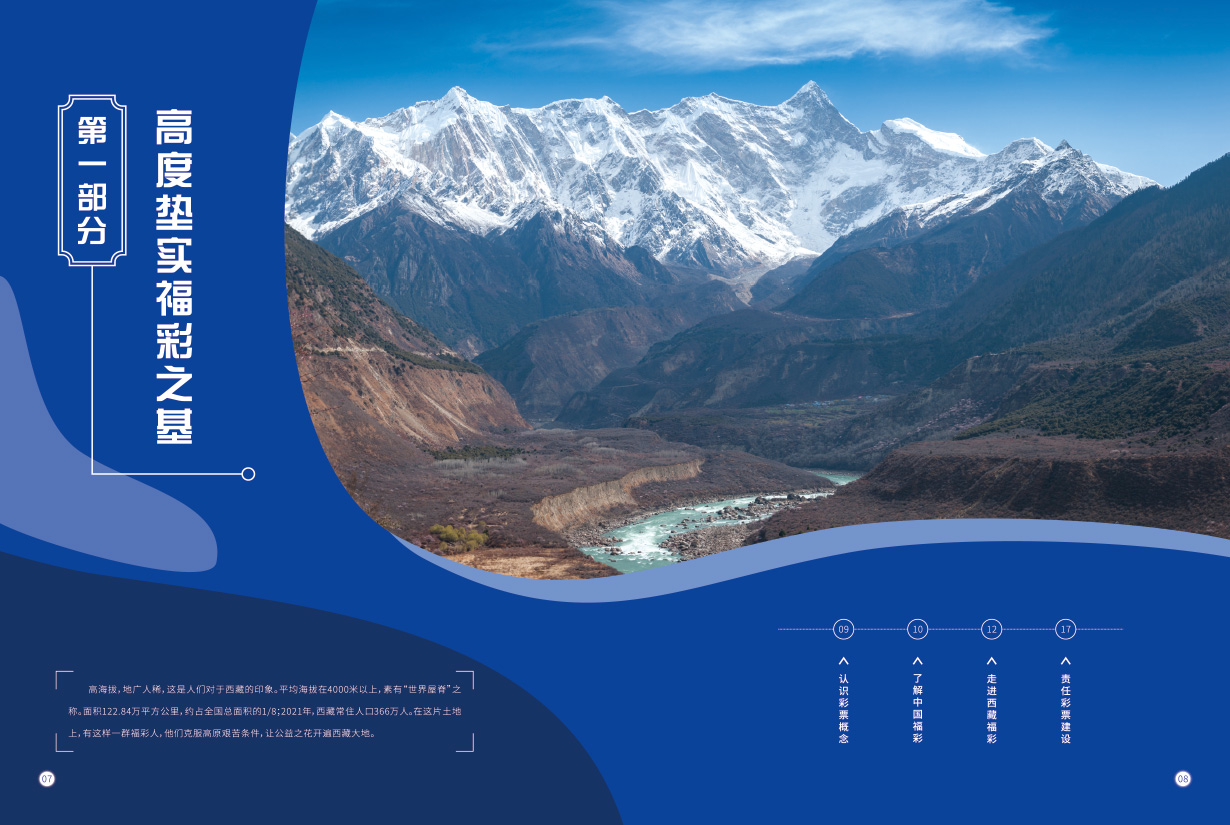 第一部分
高度垫实福彩之基
高海拔，地广人稀，这是人们对于西藏的印象。平均海拔在4000米以上，素有“世界屋脊”之
称。面积122.84万平方公里，约占全国总面积的1/8；2021年，西藏常住人口366万人。在这片土地
上，有这样一群福彩人，他们克服高原艰苦条件，让公益之花开遍西藏大地。
09
认识彩票概念
10
了解中国福彩
12
走进西藏福彩
17
责任彩票建设
07
08